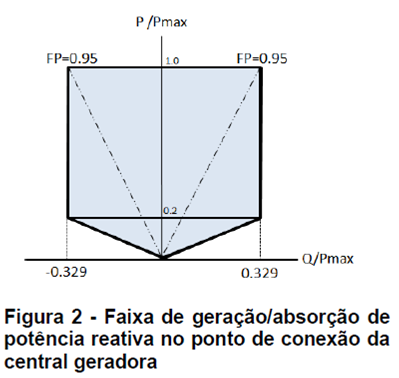 P /Pmax
FP=0.95
1.0
FP=0.95
0.2
Q/Pmax
-0.329
0.329
Figura 2 - Faixa de geração/absorção de
potência reativa no ponto de conexão da
central geradora